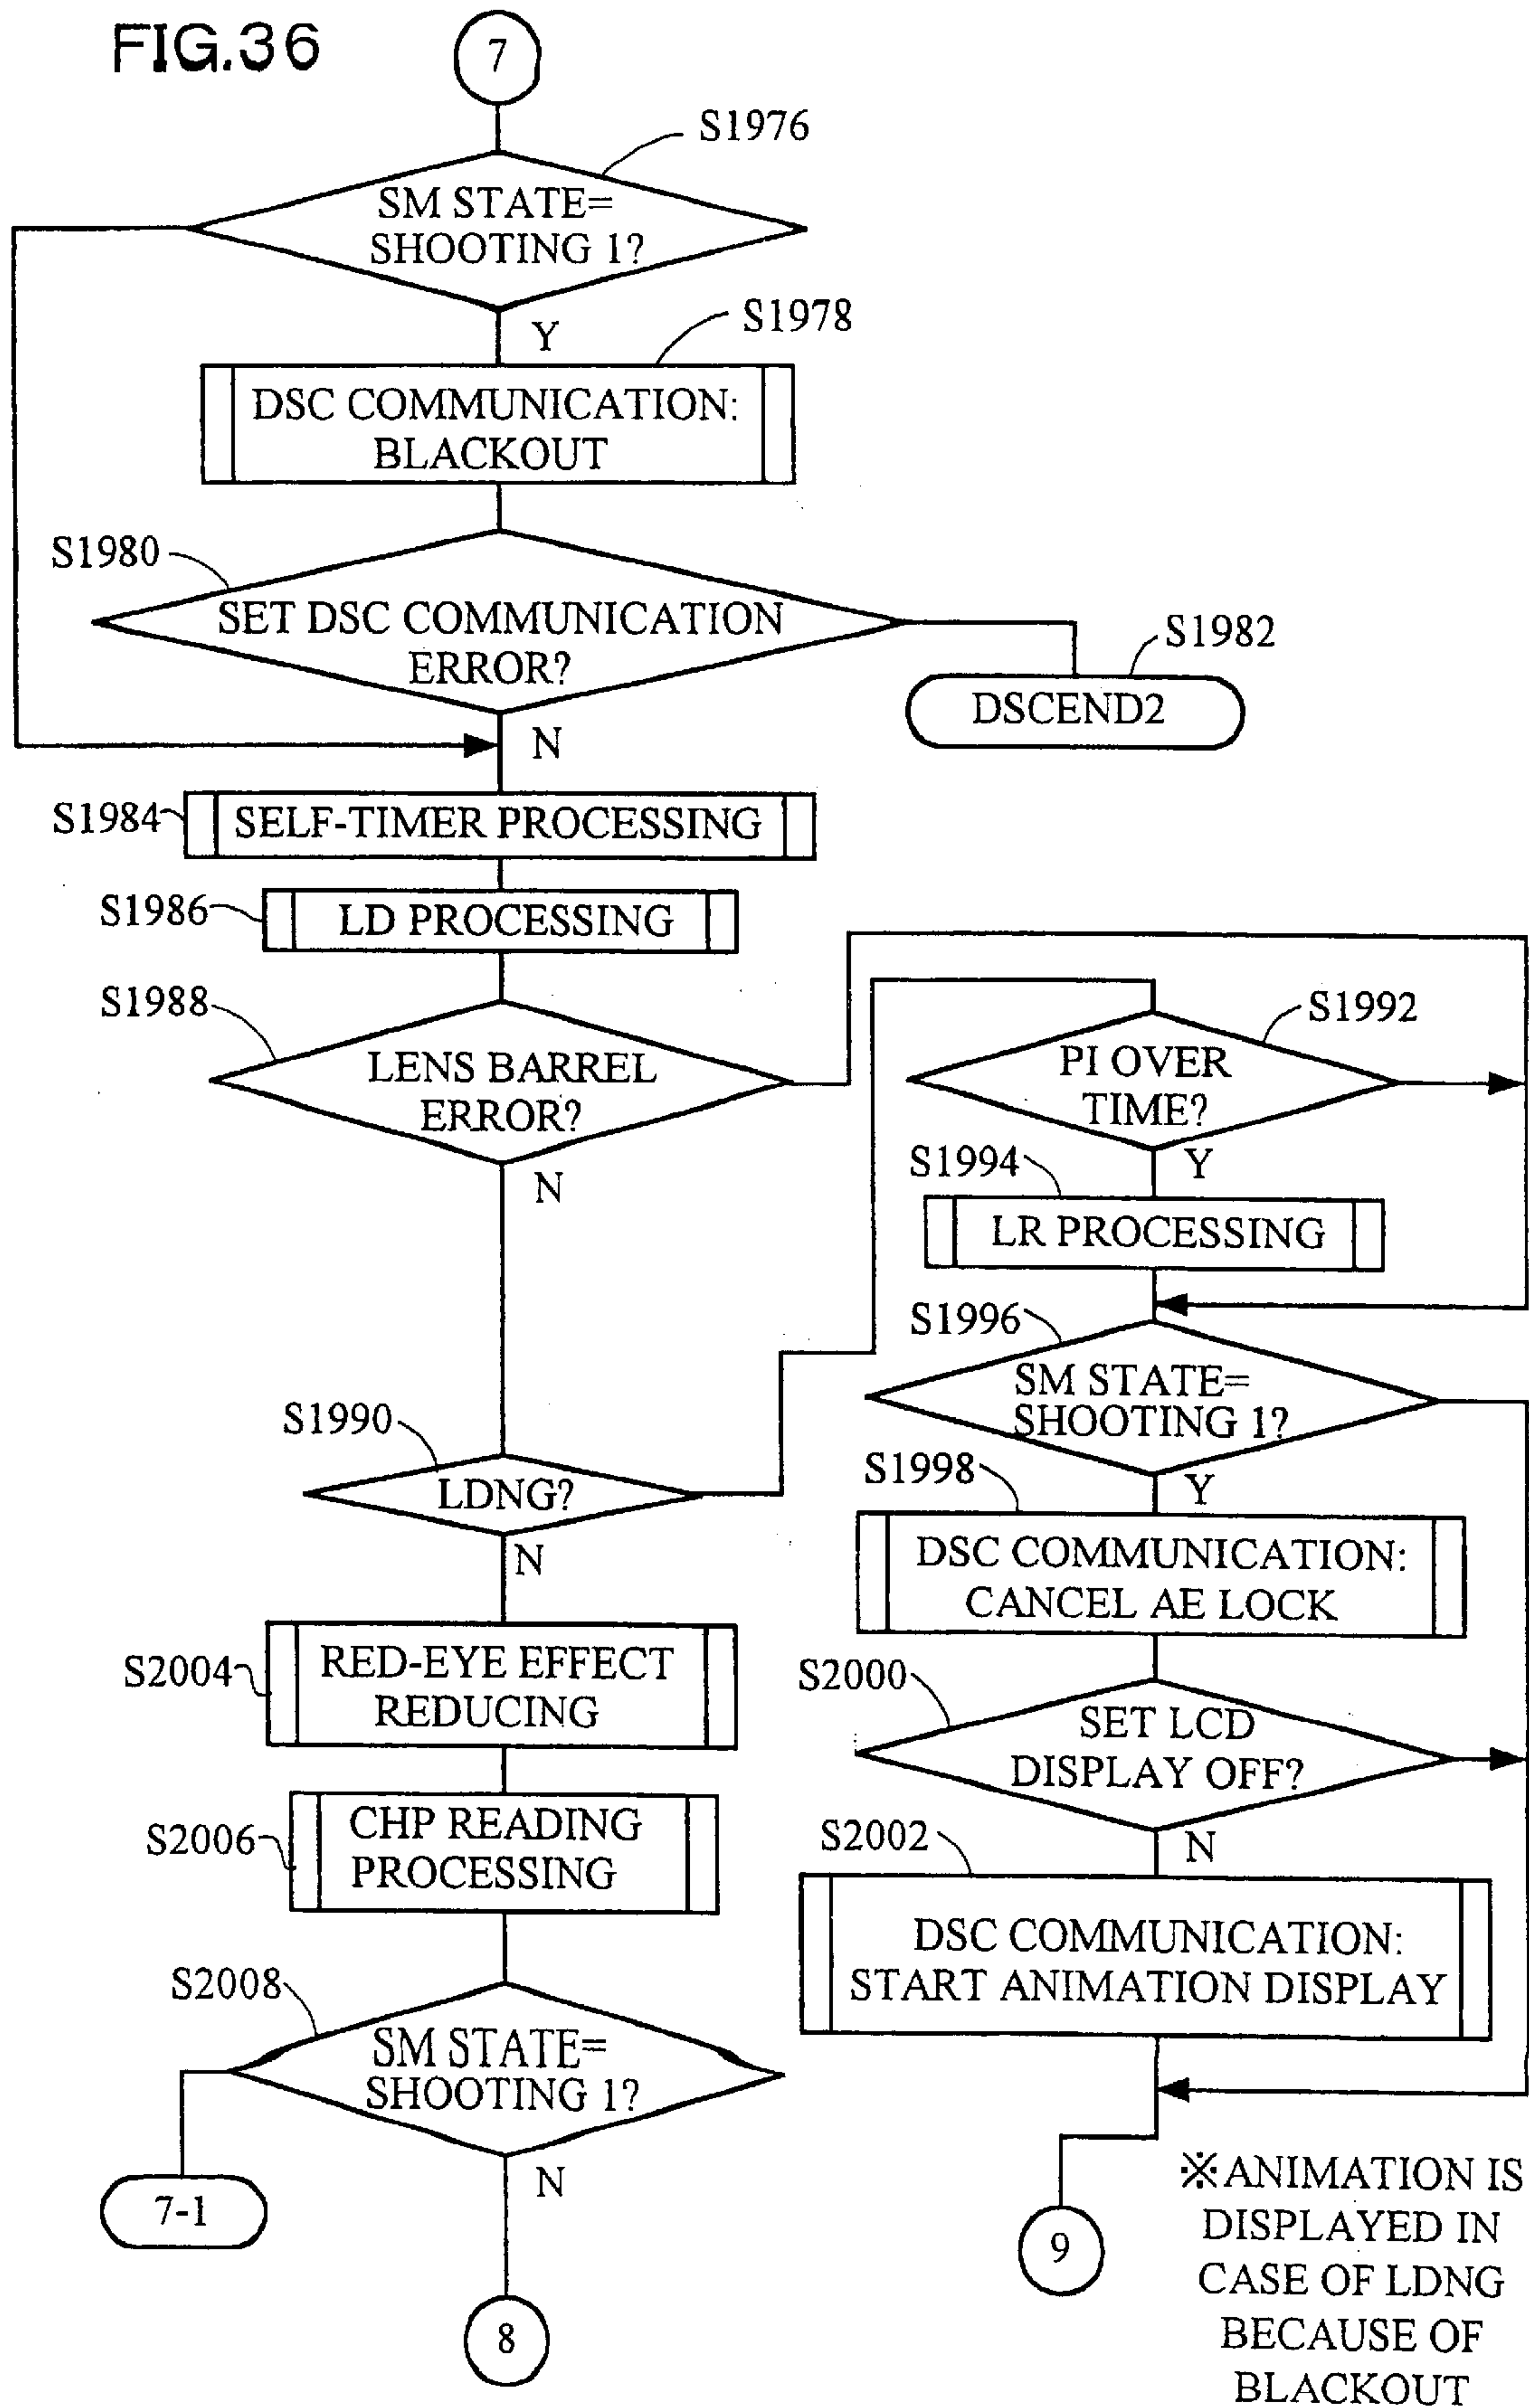 FIG.36
7
S1976
SM STATE=
SHOOTING 1?
Y
S1978
DSC COMMUNICATION:
BLACKOUT
S1980
SET DSC COMMUNICATION
ERROR?
S1982
DSCEND2
N
S1984
SELF-TIMER PROCESSING
S1986
LD PROCESSING
S1988
LENS BARREL
ERROR?
N
S1990
LDNG?
N
S1992
PI OVER
TIME?
Y
S1994
LR PROCESSING
S1996
SM STATE=
SHOOTING 1?
Y
S1998
DSC COMMUNICATION:
CANCEL AE LOCK
S2000
SET LCD
DISPLAY OFF?
N
S2002
DSC COMMUNICATION:
START ANIMATION DISPLAY
9
S2004
RED-EYE EFFECT
REDUCING
S2006
CHP READING
PROCESSING
S2008
SM STATE=
SHOOTING 1?
N
7-1
8
※ANIMATION IS
DISPLAYED IN
CASE OF LDNG
BECAUSE OF
BLACKOUT